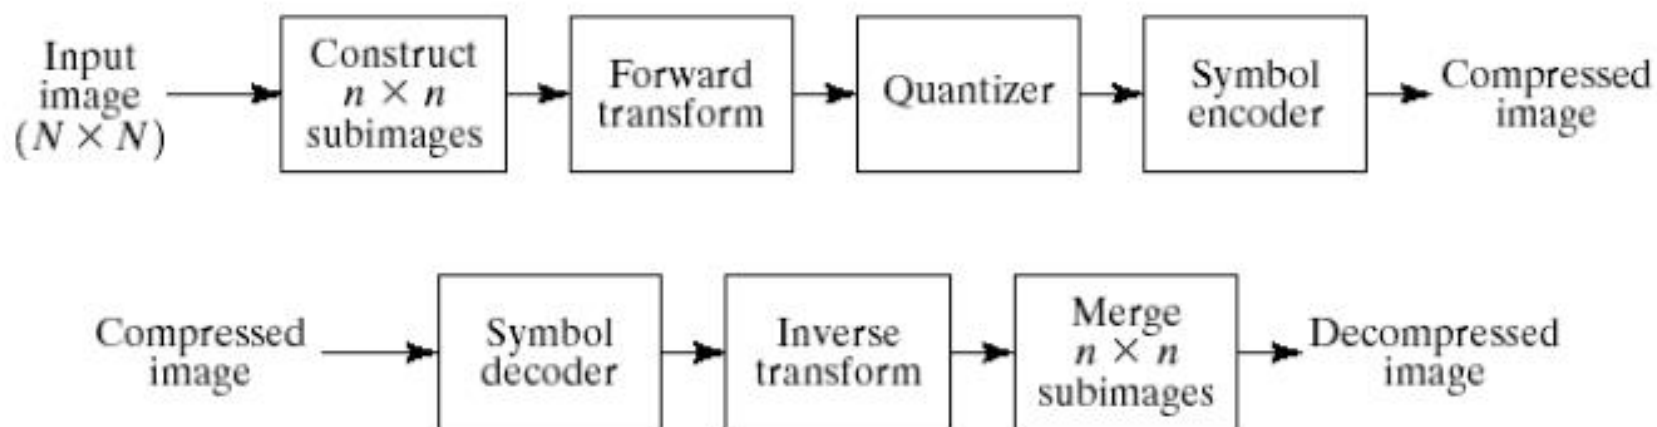 Input
image
(N × N)
Construct
n × n
subimages
Forward
transform
Quantizer
Symbol
encoder
Compressed
image
Compressed
image
Symbol
decoder
Inverse
transform
Merge
n × n
subimages
Decompressed
image